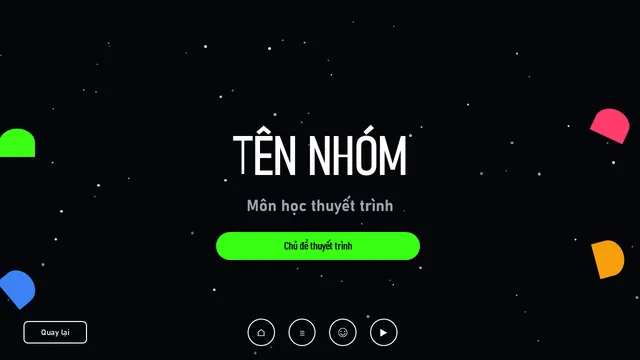 TÊN NHÓM
Môn học thuyết trình
Chủ đề thuyết trình
Quay lại